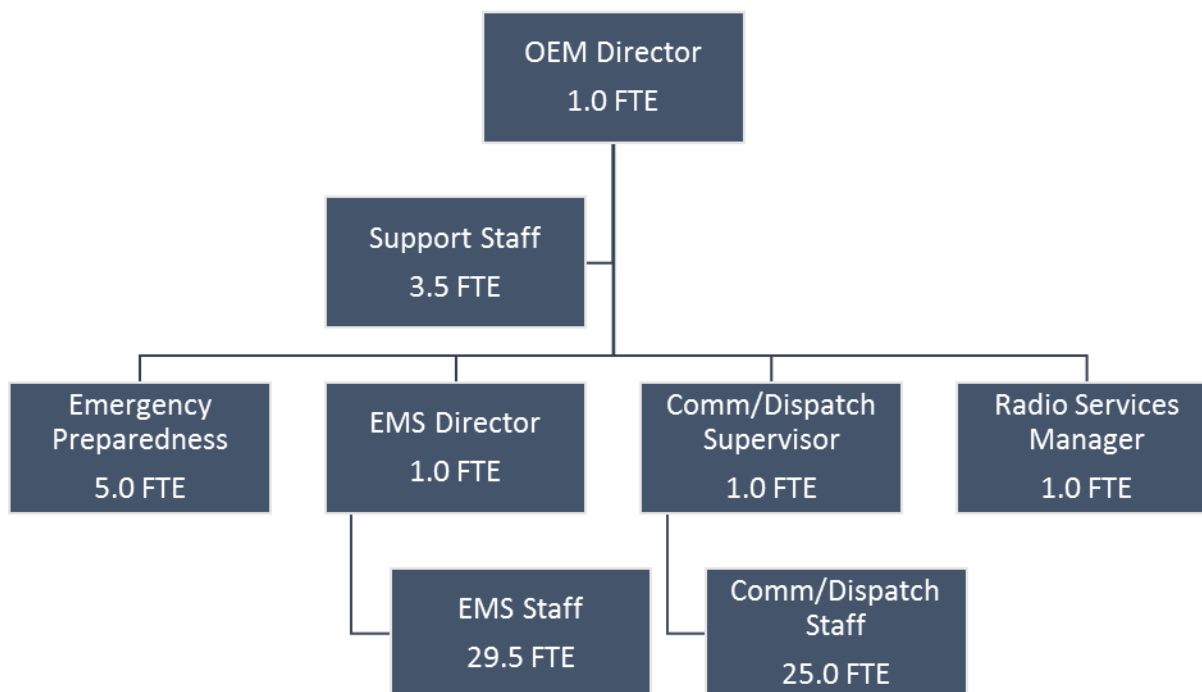 OEM Director
1.0 FTE
Support Staff
3.5 FTE
Emergency
Preparedness
5.0 FTE
EMS Director
1.0 FTE
Comm/Dispatch
Supervisor
1.0 FTE
Radio Services
Manager
1.0 FTE
EMS Staff
29.5 FTE
Comm/Dispatch
Staff
25.0 FTE